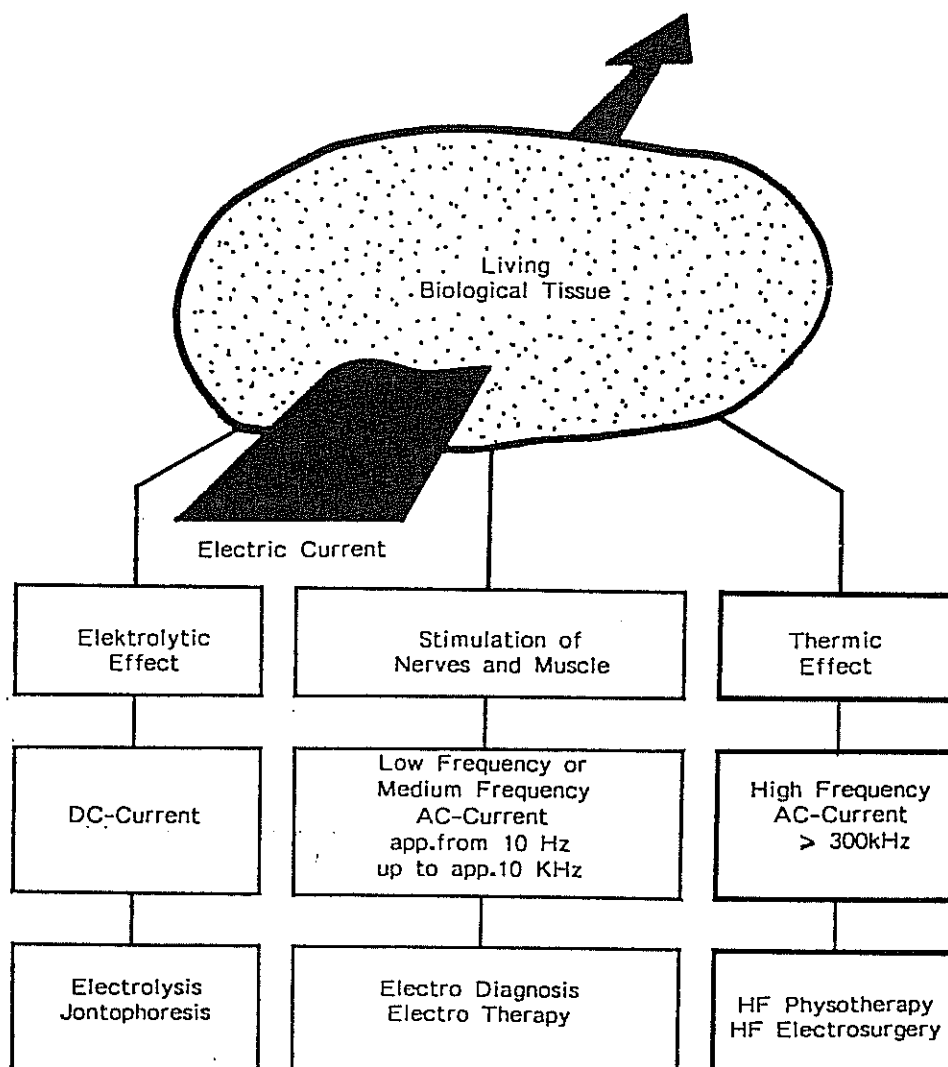 Living
Biological Tissue
Electric Current
Elektrolytic
Effect
Stimulation of
Nerves and Muscle
Thermic
Effect
DC-Current
Low Frequency or
Medium Frequency
AC-Current
app.from 10 Hz
up to app.10 KHz
High Frequency
AC-Current
⩾ 300kHz
Electrolysis
Jontophoresis
Electro Diagnosis
Electro Therapy
HF Physotherapy
HF Electrosurgery